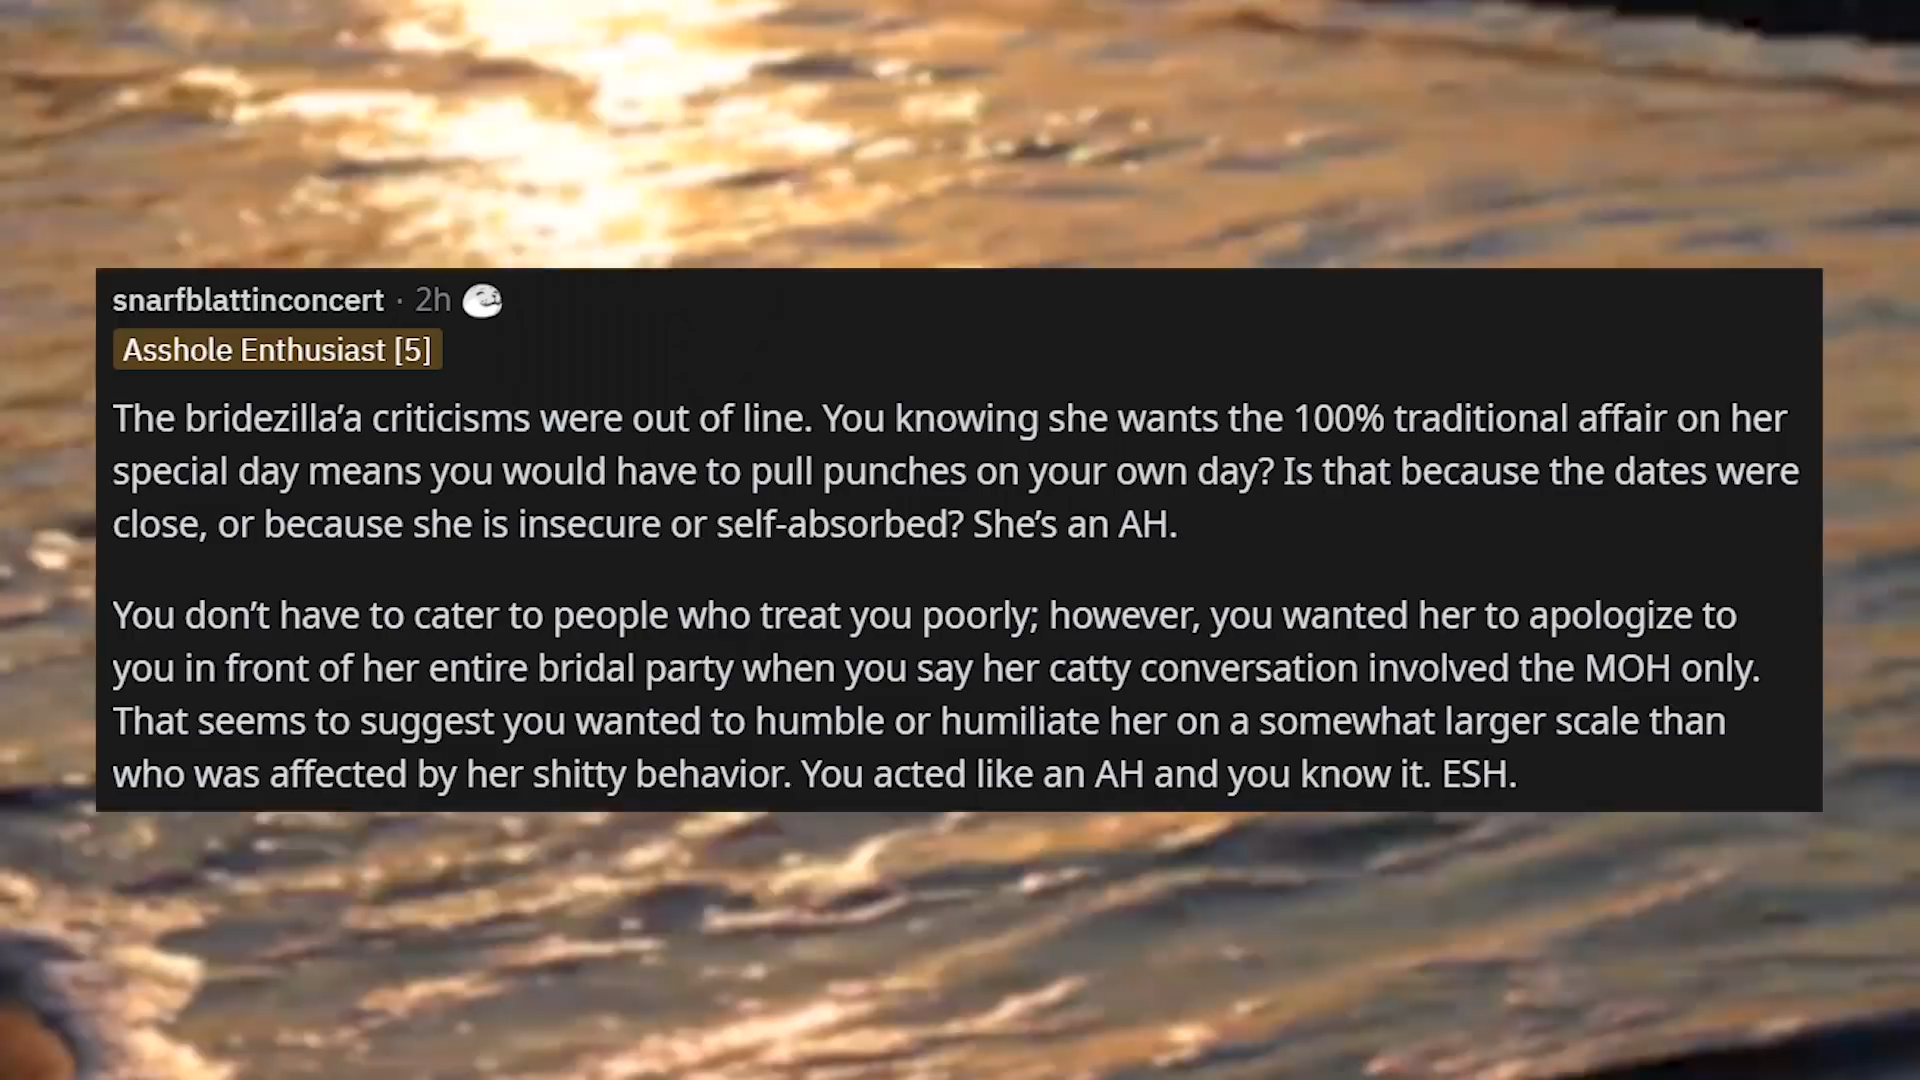 snarfblattinconcert · 2h
Asshole Enthusiast [5]
The bridezilla’a criticisms were out of line. You knowing she wants the 100% traditional affair on her
special day means you would have to pull punches on your own day? Is that because the dates were
close, or because she is insecure or self-absorbed? She’s an AH.
You don’t have to cater to people who treat you poorly; however, you wanted her to apologize to
you in front of her entire bridal party when you say her catty conversation involved the MOH only.
That seems to suggest you wanted to humble or humiliate her on a somewhat larger scale than
who was affected by her shitty behavior. You acted like an AH and you know it. ESH.